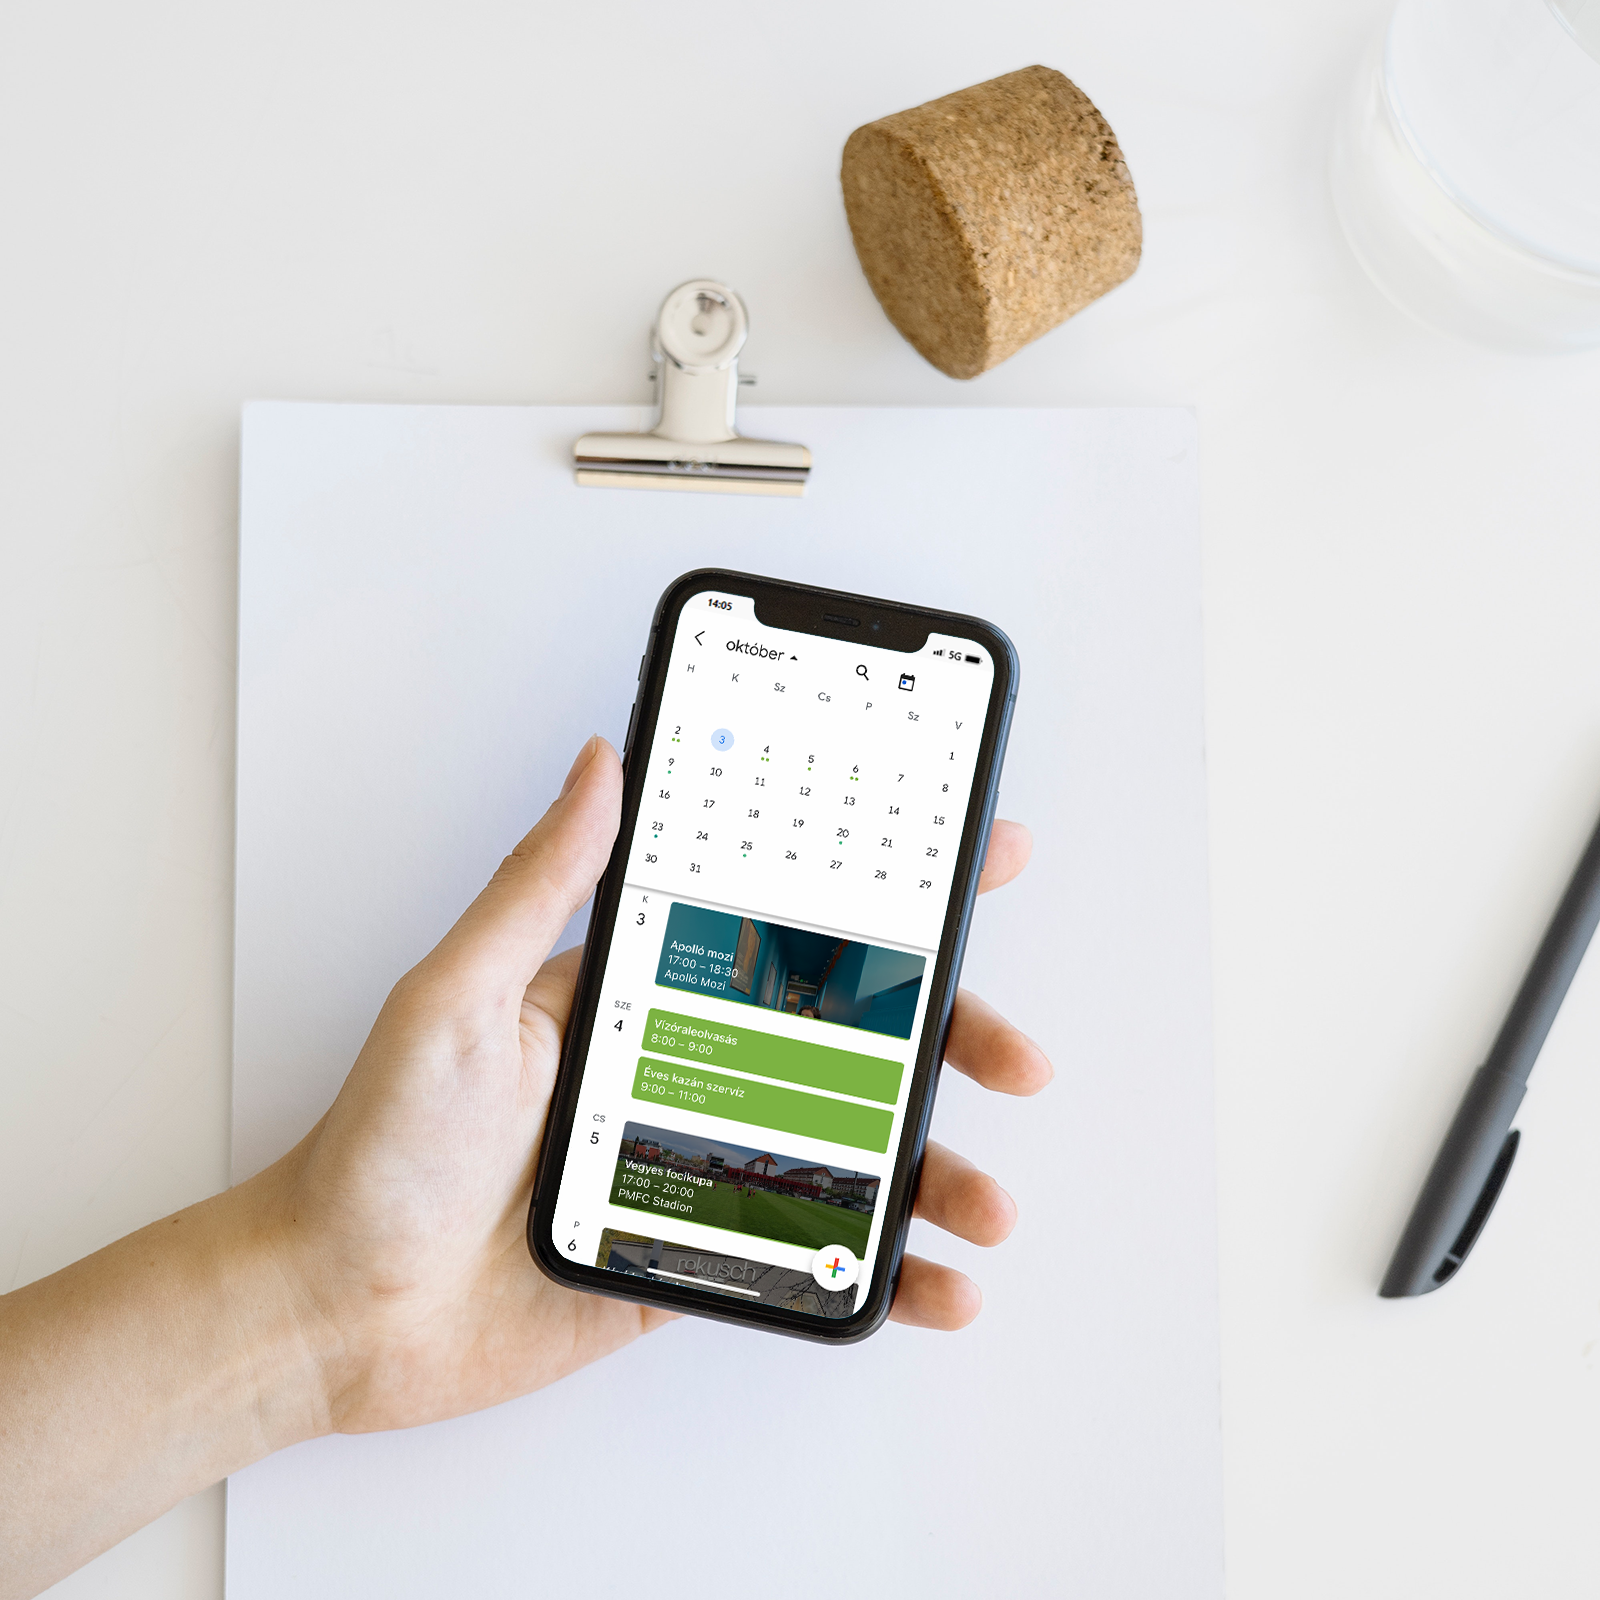 14:05
5G
október
H K Sz Cs P Sz V
1
2 3 4 5 6 7 8
9 10 11 12 13 14 15
16 17 18 19 20 21 22
23 24 25 26 27 28 29
30 31
K
3
Apolló mozi
17:00 – 18:30
Apolló Mozi
SZE
4
Vízóraleolvasás
8:00 – 9:00
Éves kazán szervíz
9:00 – 11:00
CS
5
Vegyes focikupa
17:00 – 20:00
PMFC Stadion
P
6
rokusch